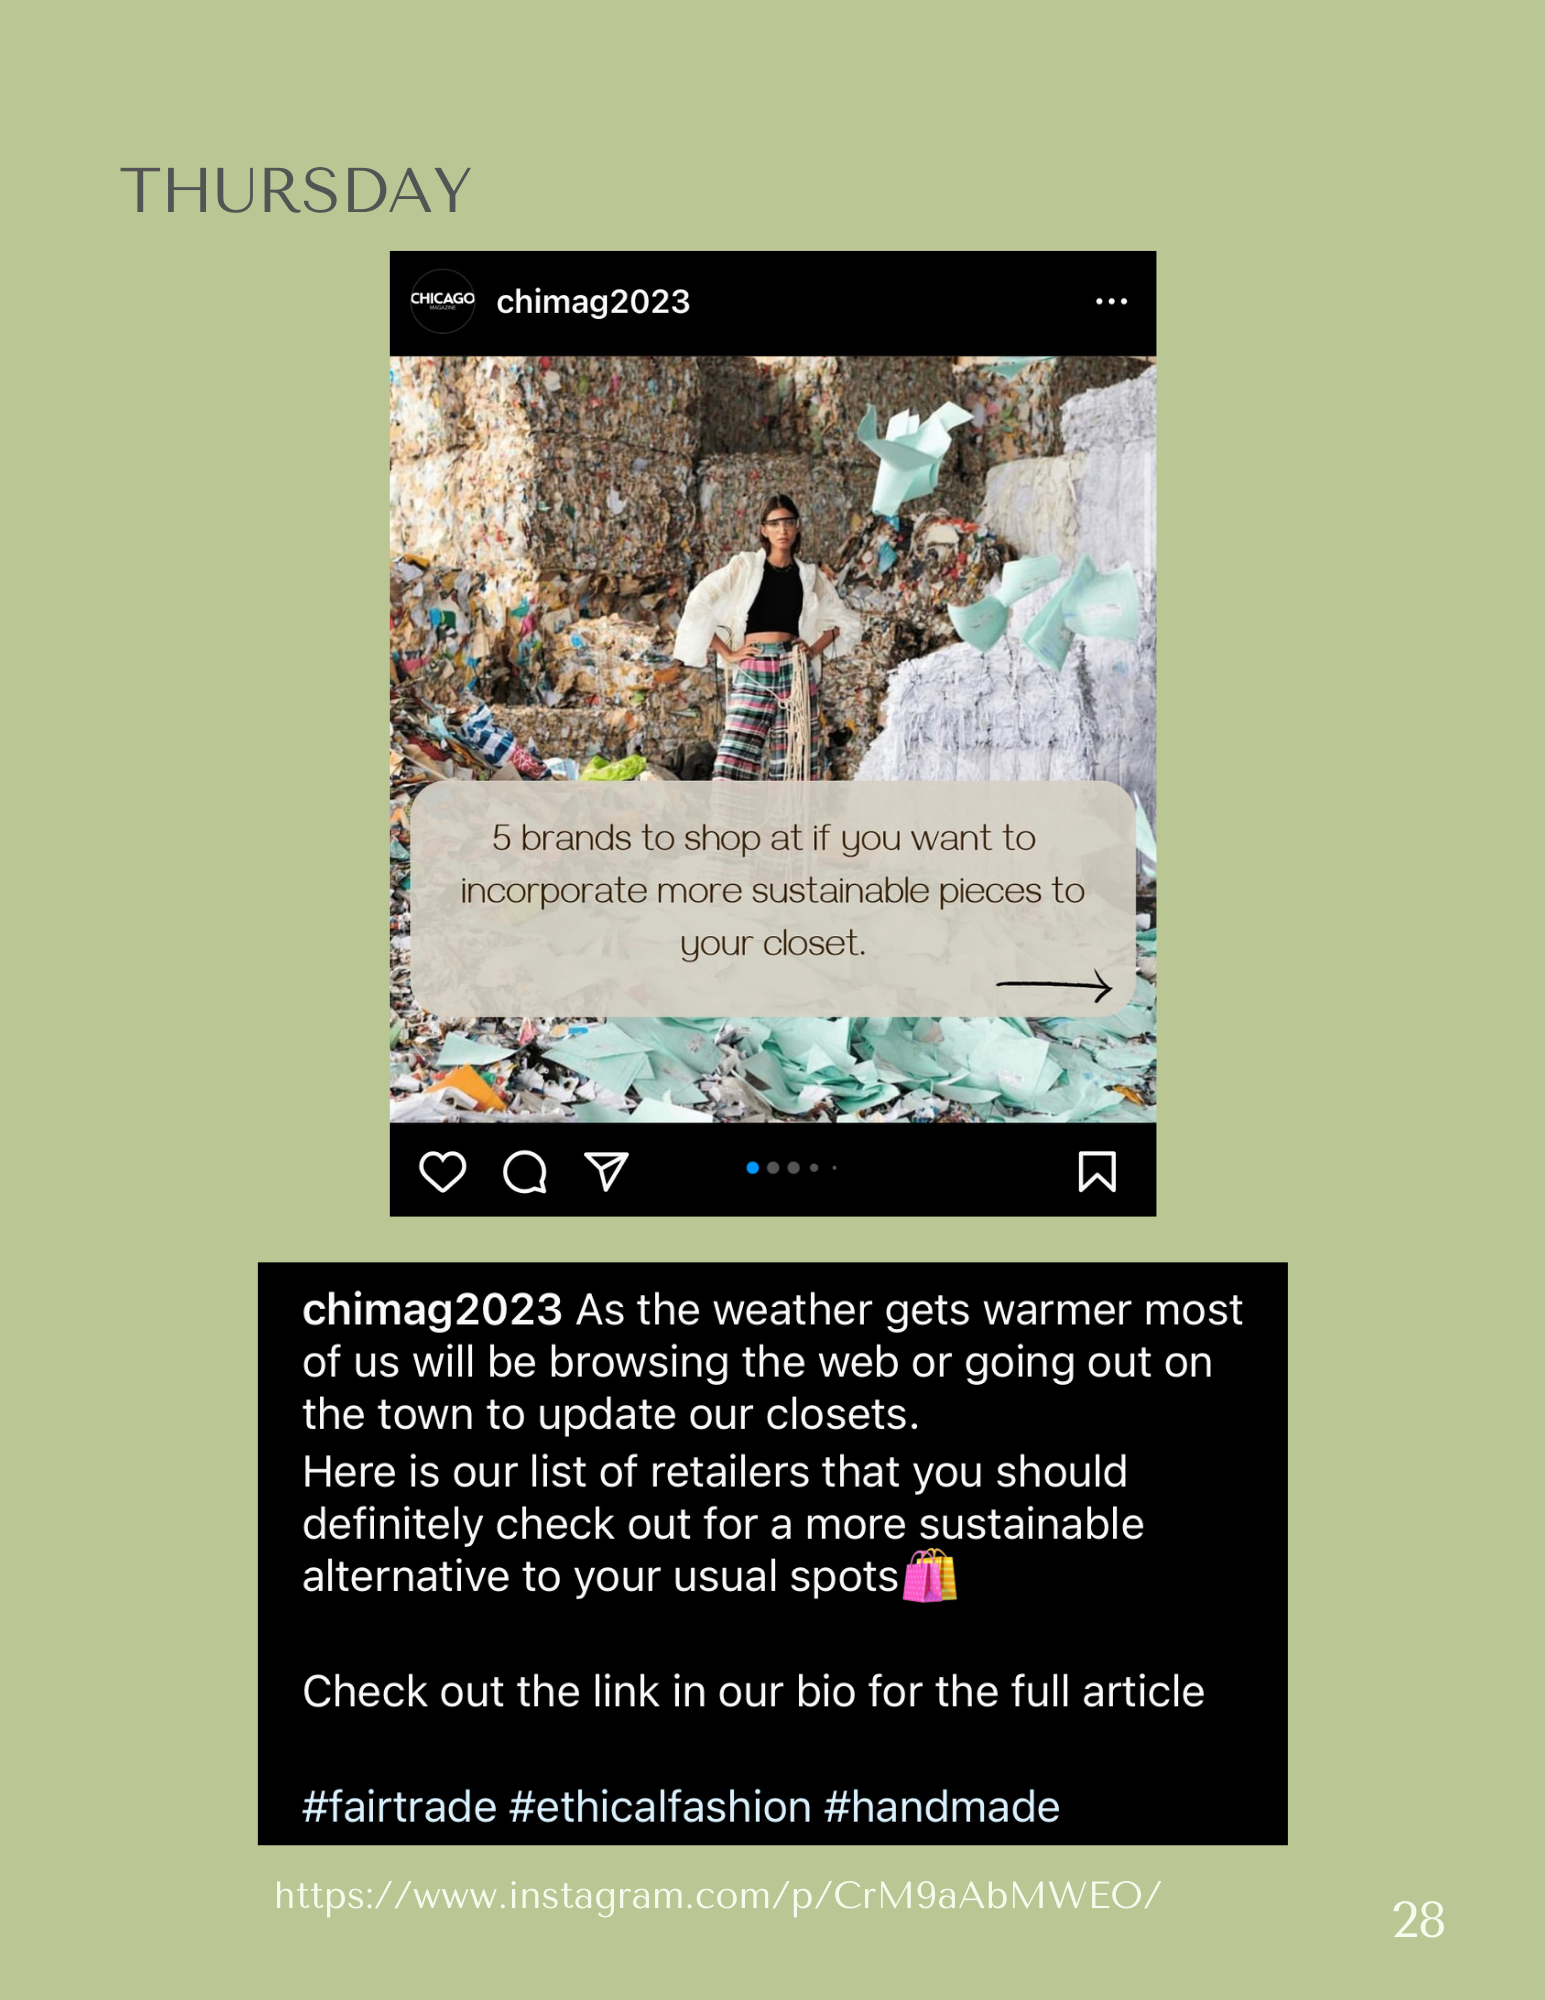 THURSDAY
CHICAGO
MAGAZINE
chimag2023
5 brands to shop at if you want to
incorporate more sustainable pieces to
your closet.
chimag2023 As the weather gets warmer most
of us will be browsing the web or going out on
the town to update our closets.
Here is our list of retailers that you should
definitely check out for a more sustainable
alternative to your usual spots🛍️
Check out the link in our bio for the full article
#fairtrade #ethicalfashion #handmade
https://www.instagram.com/p/CrM9aAbMWEO/
28